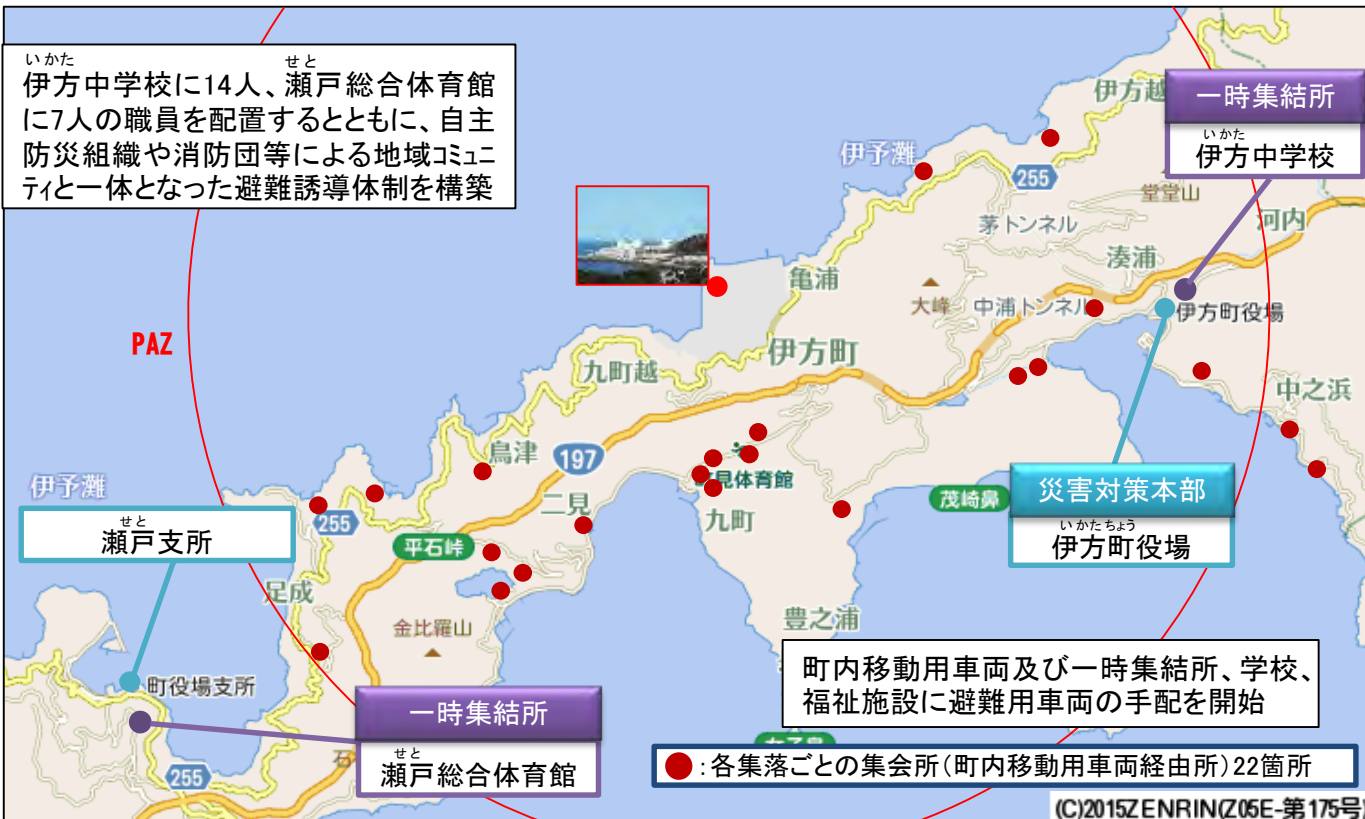 いかた せと
伊方中学校に14人、瀬戸総合体育館
に7人の職員を配置するとともに、自主
防災組織や消防団等による地域コミュニ
ティと一体となった避難誘導体制を構築
伊方越
一時集結所
いかた
伊方中学校
伊予灘
255
堂堂山
茅トンネル
河内
湊浦
亀浦
大峰
中浦トンネル
伊方町役場
PAZ
伊方町
九町越
中之浜
鳥津
197
伊予灘
見体育館
災害対策本部
いかたちょう
伊方町役場
茂崎鼻
二見
九町
255
せと
瀬戸支所
平石峠
足成
豊之浦
金比羅山
町内移動用車両及び一時集結所、学校、
福祉施設に避難用車両の手配を開始
町役場支所
一時集結所
せと
瀬戸総合体育館
石
255
●:各集落ごとの集会所(町内移動用車両経由所)22箇所
(C)2015ZENRIN(Z05E-第175号)